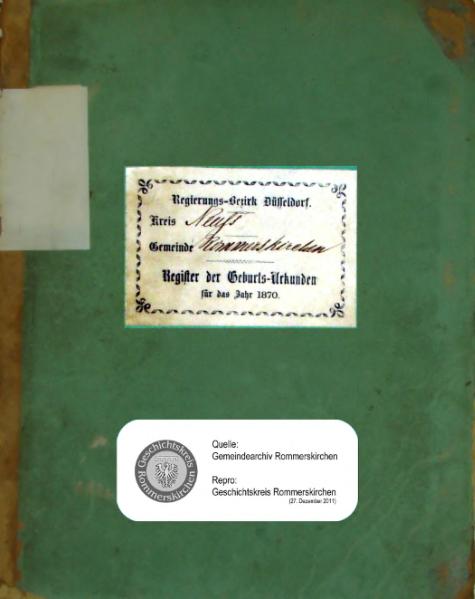 Regierungs-Bezirk Düsseldorf.
Kreis Neuß
Gemeinde Rommerskirchen
Register der Geburts-Urkunden
für das Jahr 1870.
Geschichtskreis
Rommerskirchen
Quelle:
Gemeindearchiv Rommerskirchen
Repro:
Geschichtskreis Rommerskirchen
(27. Dezember 2011)